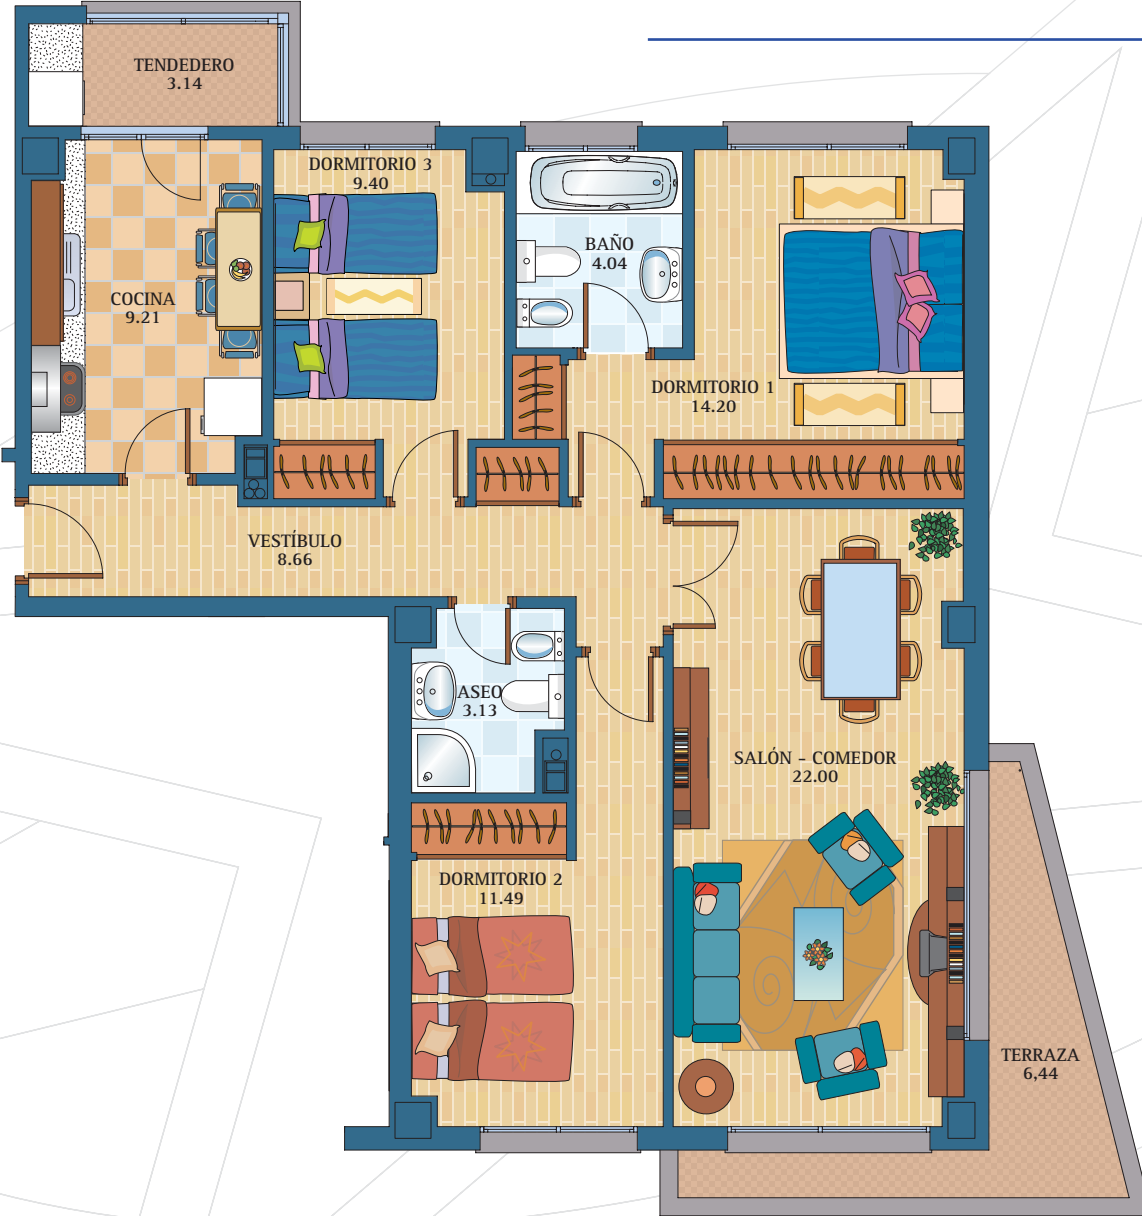 TENDEDERO
3.14
DORMITORIO 3
9.40
BAÑO
4.04
COCINA
9.21
DORMITORIO 1
14.20
VESTÍBULO
8.66
ASEO
3.13
SALÓN - COMEDOR
22.00
DORMITORIO 2
11.49
TERRAZA
6,44